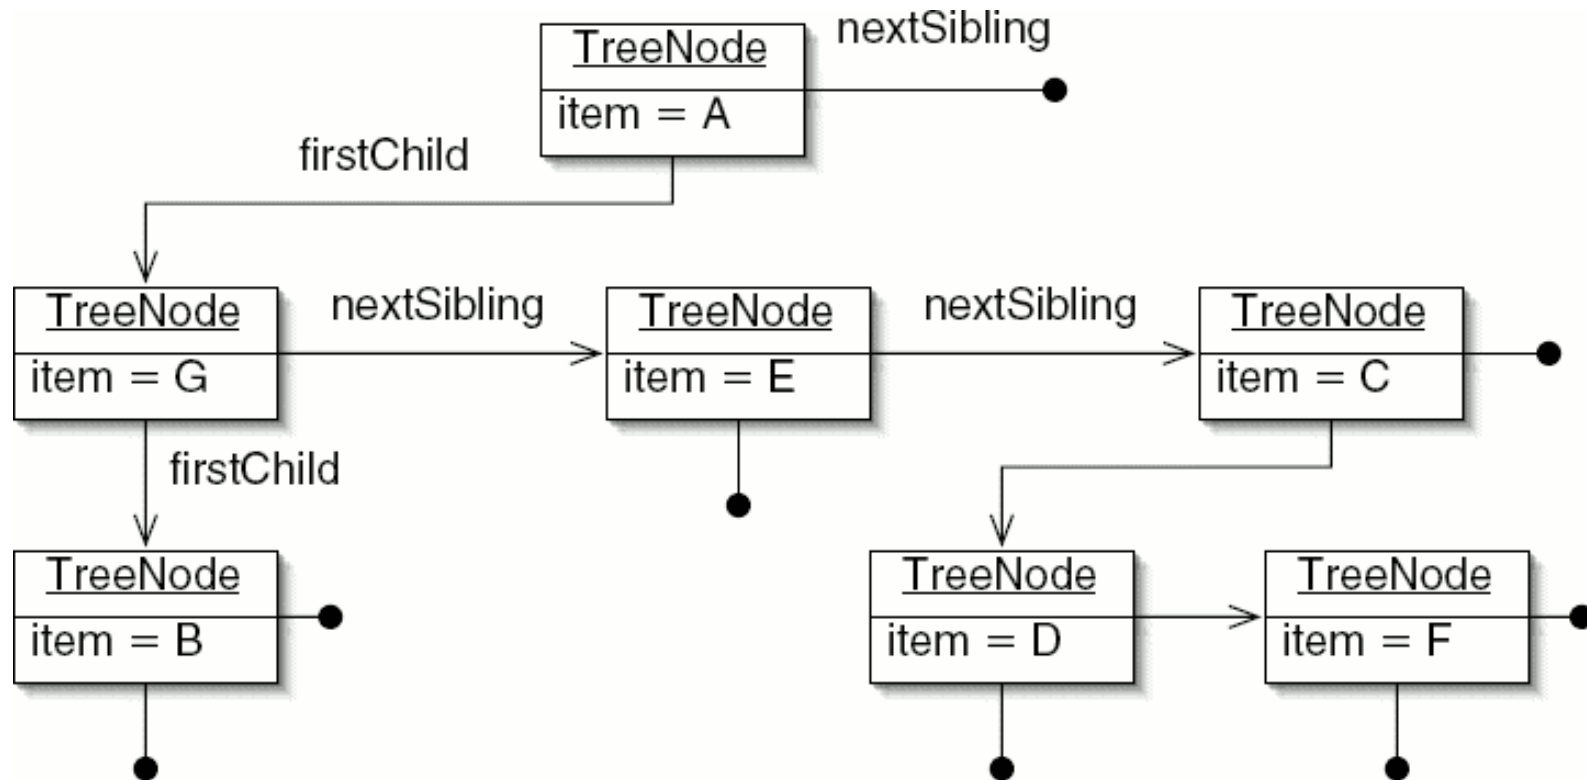 nextSibling
TreeNode
item = A
firstChild
TreeNode
item = G
nextSibling
TreeNode
item = E
nextSibling
TreeNode
item = C
firstChild
TreeNode
item = B
TreeNode
item = D
TreeNode
item = F